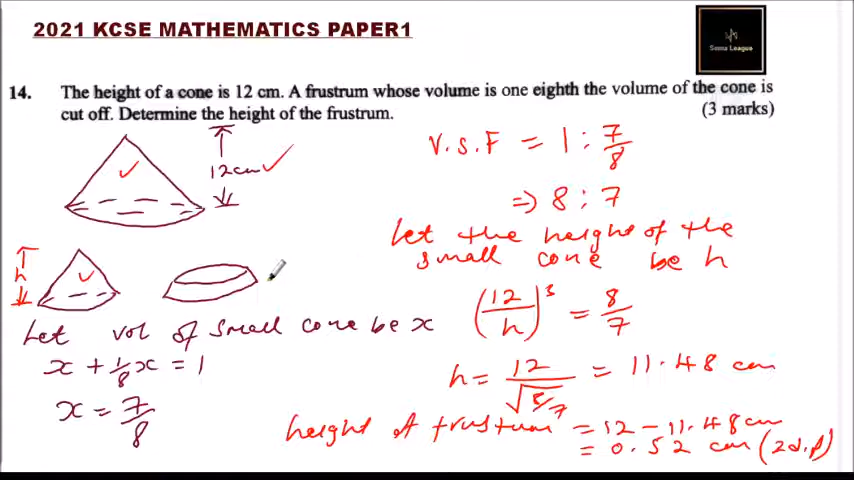 2021 KCSE MATHEMATICS PAPER1
Soma League
14. The height of a cone is 12 cm. A frustrum whose volume is one eighth the volume of the cone is
cut off. Determine the height of the frustrum. (3 marks)
12cm ✓
h
Let vol of small cone be x
x + 1/8 x = 1
x = 7/8
V.S.F = 1 : 7/8
=> 8 : 7
Let the height of the
small cone be h
(12/h)³ = 8/7
h = 12/√(8/7) = 11.48 cm
height of frustum = 12 - 11.48cm
= 0.52 cm (2d.p)